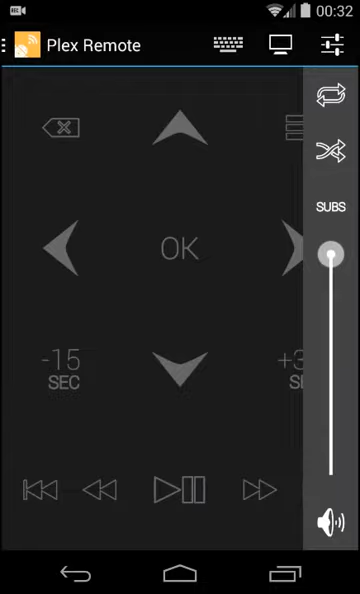 00:32
Plex Remote
SUBS
OK
-15
SEC